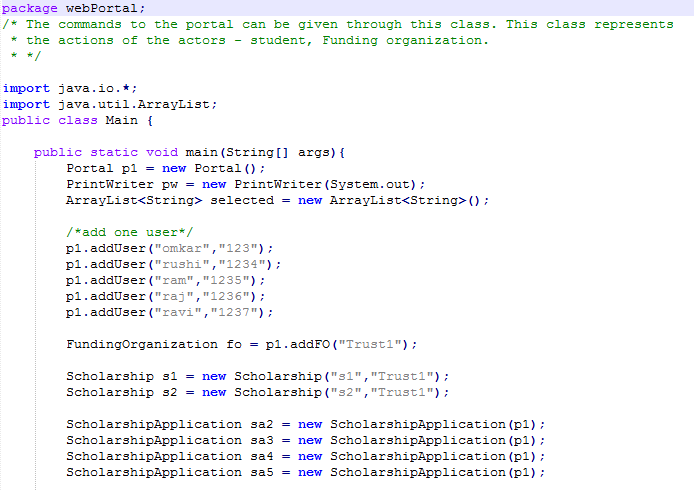 package webPortal;
/* The commands to the portal can be given through this class. This class represents
* the actions of the actors - student, Funding organization.
* */
import java.io.*;
import java.util.ArrayList;
public class Main {
public static void main(String[] args){
Portal p1 = new Portal();
PrintWriter pw = new PrintWriter(System.out);
ArrayList<String> selected = new ArrayList<String>();
/*add one user*/
p1.addUser("omkar","123");
p1.addUser("rushi","1234");
p1.addUser("ram","1235");
p1.addUser("raj","1236");
p1.addUser("ravi","1237");
FundingOrganization fo = p1.addFO("Trust1");
Scholarship s1 = new Scholarship("s1","Trust1");
Scholarship s2 = new Scholarship("s2","Trust1");
ScholarshipApplication sa2 = new ScholarshipApplication(p1);
ScholarshipApplication sa3 = new ScholarshipApplication(p1);
ScholarshipApplication sa4 = new ScholarshipApplication(p1);
ScholarshipApplication sa5 = new ScholarshipApplication(p1);